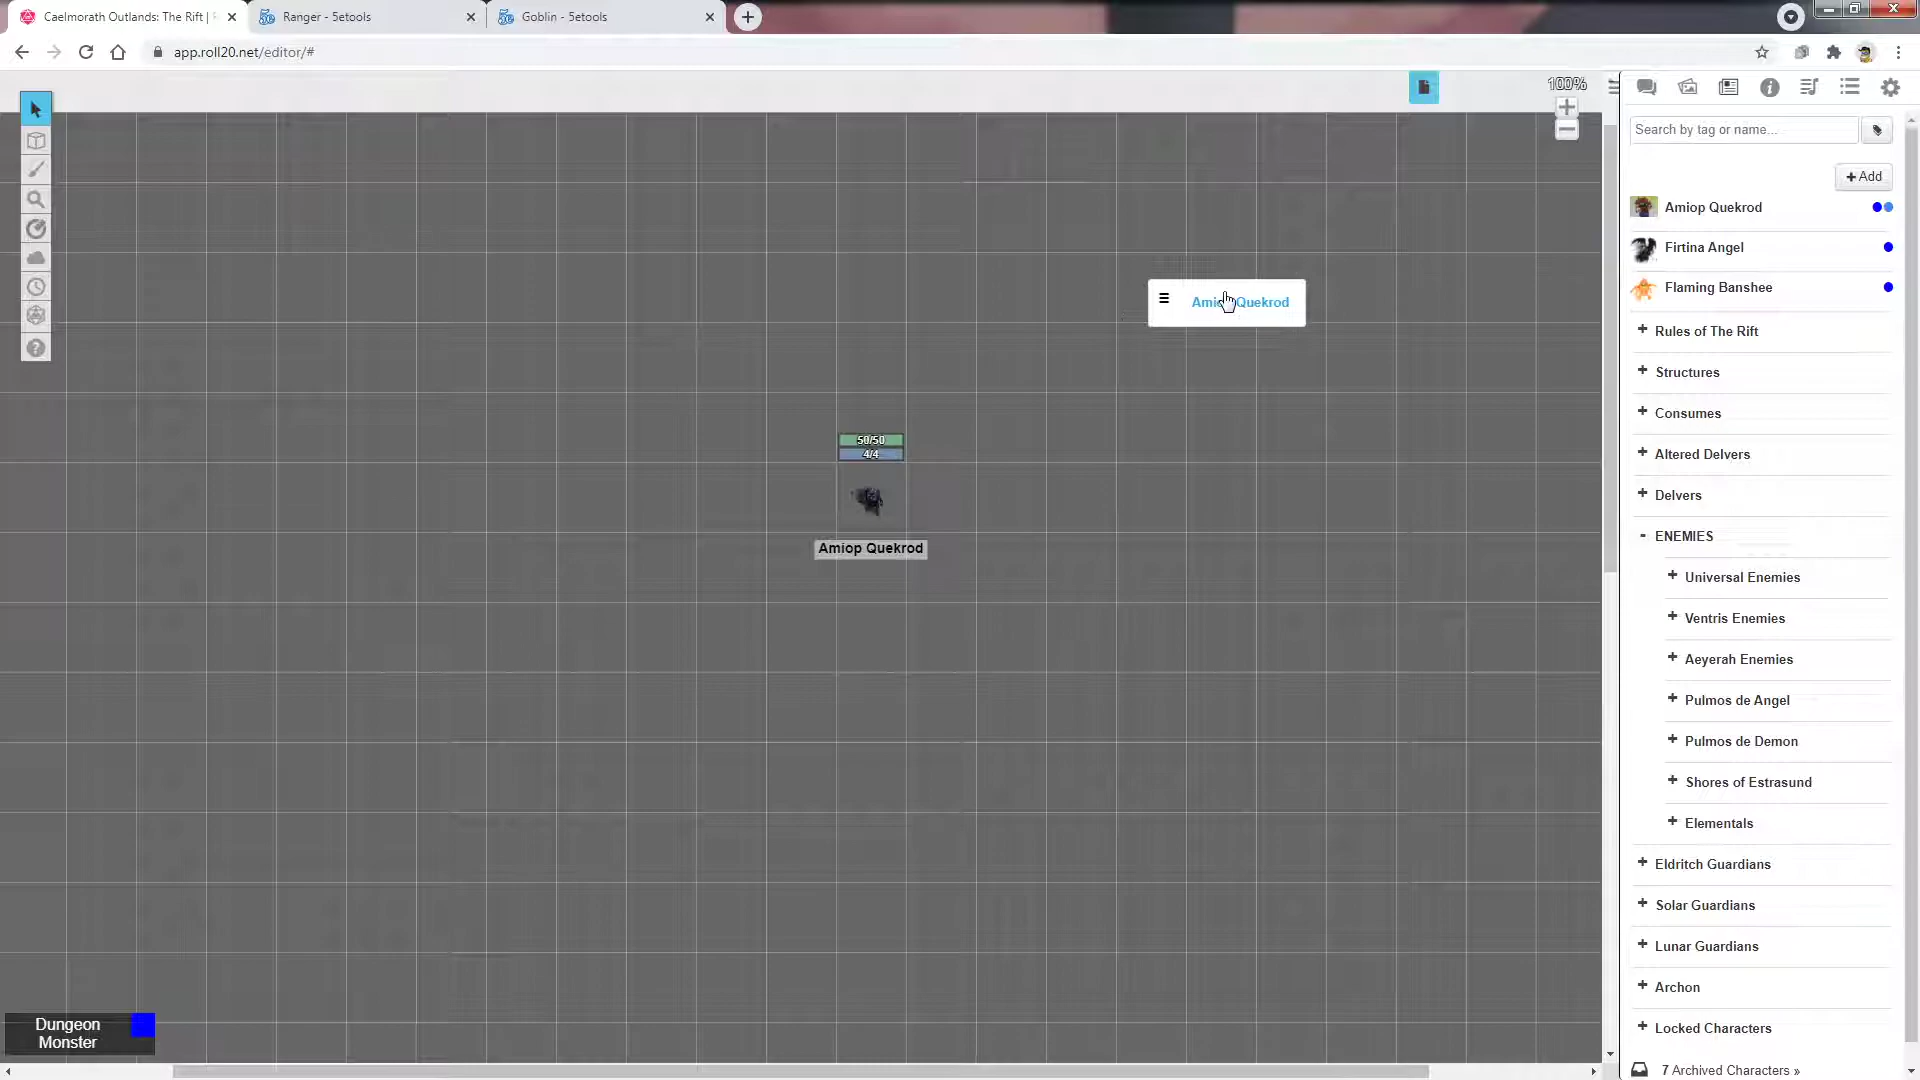 Caelmorath Outlands: The Rift |
Ranger - 5etools
Goblin - 5etools
app.roll20.net/editor/#
100%
Search by tag or name...
+ Add
Amiop Quekrod
Firtina Angel
Flaming Banshee
+ Rules of The Rift
+ Structures
+ Consumes
+ Altered Delvers
+ Delvers
- ENEMIES
+ Universal Enemies
+ Ventris Enemies
+ Aeyerah Enemies
+ Pulmos de Angel
+ Pulmos de Demon
+ Shores of Estrasund
+ Elementals
+ Eldritch Guardians
+ Solar Guardians
+ Lunar Guardians
+ Archon
+ Locked Characters
7 Archived Characters »
Amiop Quekrod
50/50
4/4
Amiop Quekrod
Dungeon
Monster